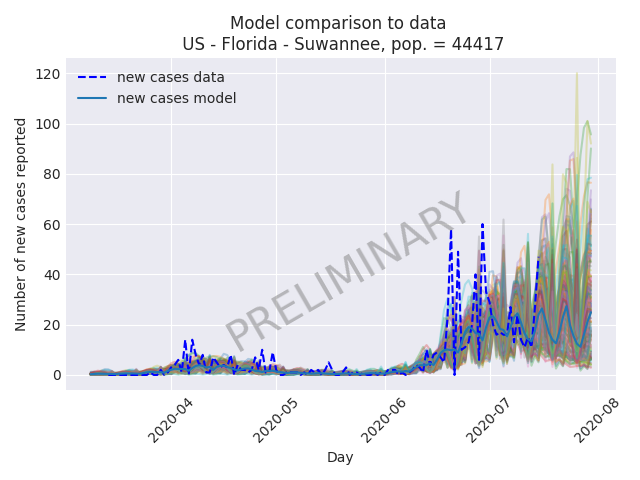 Model comparison to data
US - Florida - Suwannee, pop. = 44417
new cases data
new cases model
PRELIMINARY
Number of new cases reported
120
100
80
60
40
20
0
2020-04
2020-05
2020-06
2020-07
2020-08
Day